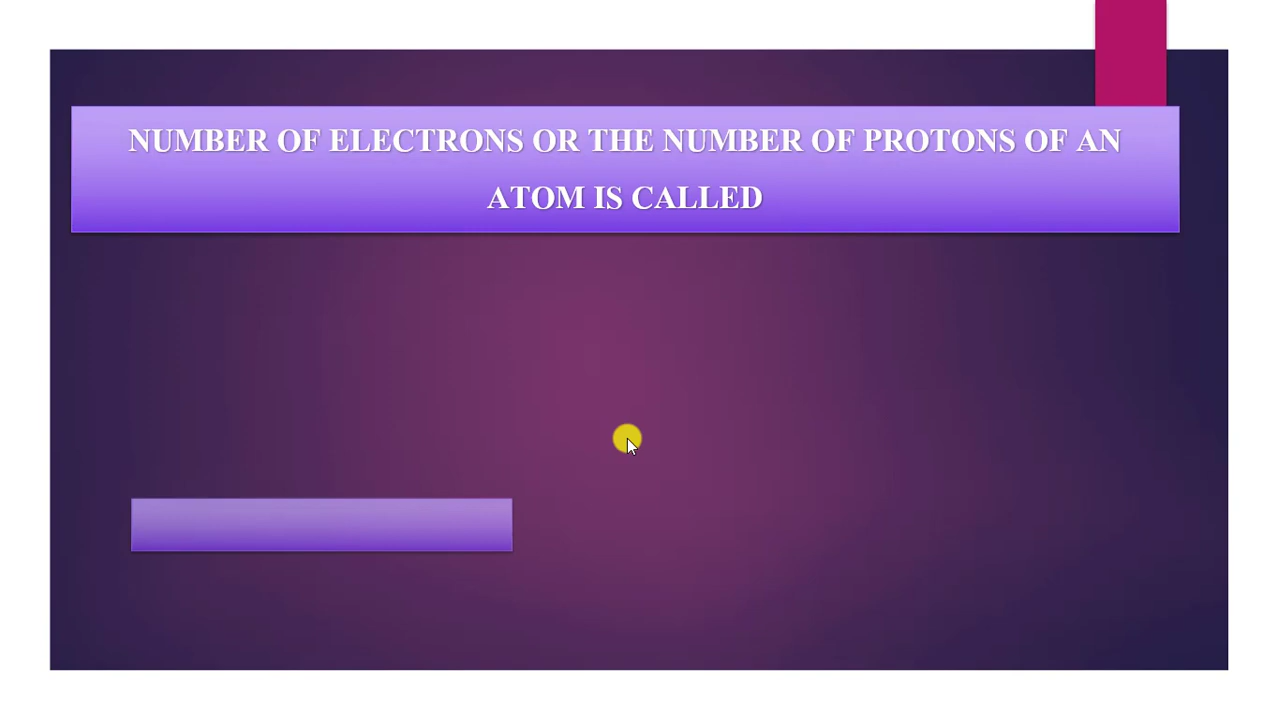 NUMBER OF ELECTRONS OR THE NUMBER OF PROTONS OF AN
ATOM IS CALLED